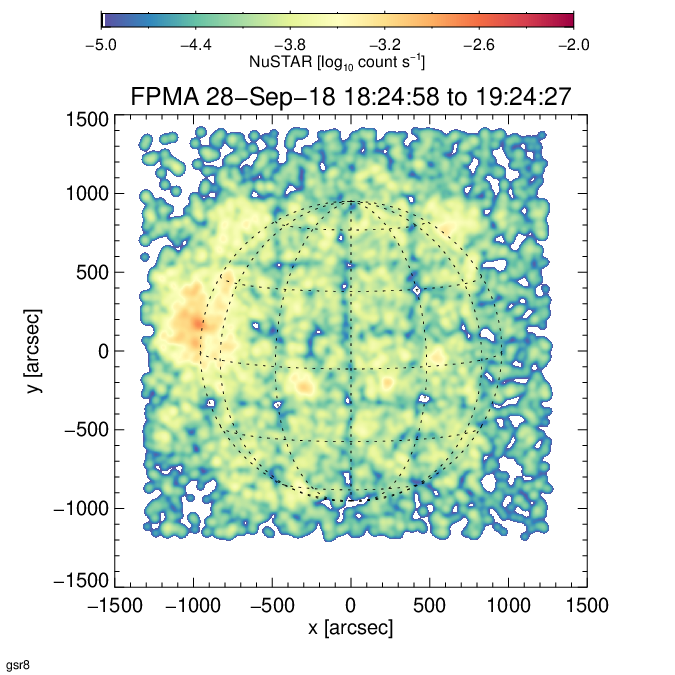 −5.0 −4.4 −3.8 −3.2 −2.6 −2.0
NuSTAR [log₁₀ count s⁻¹]
FPMA 28−Sep−18 18:24:58 to 19:24:27
1500
1000
500
0
−500
−1000
−1500
y [arcsec]
−1500 −1000 −500 0 500 1000 1500
x [arcsec]
gsr8